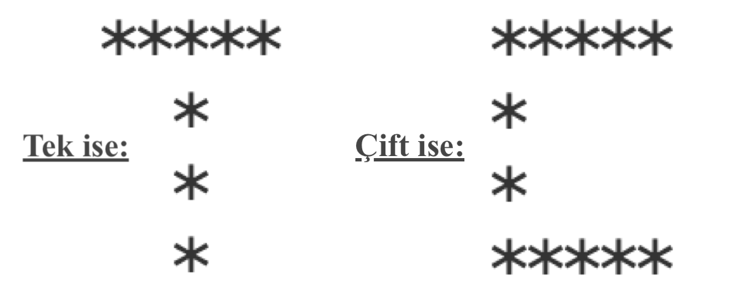 ***** *****
* *
Tek ise: Çift ise:
* *
* *****